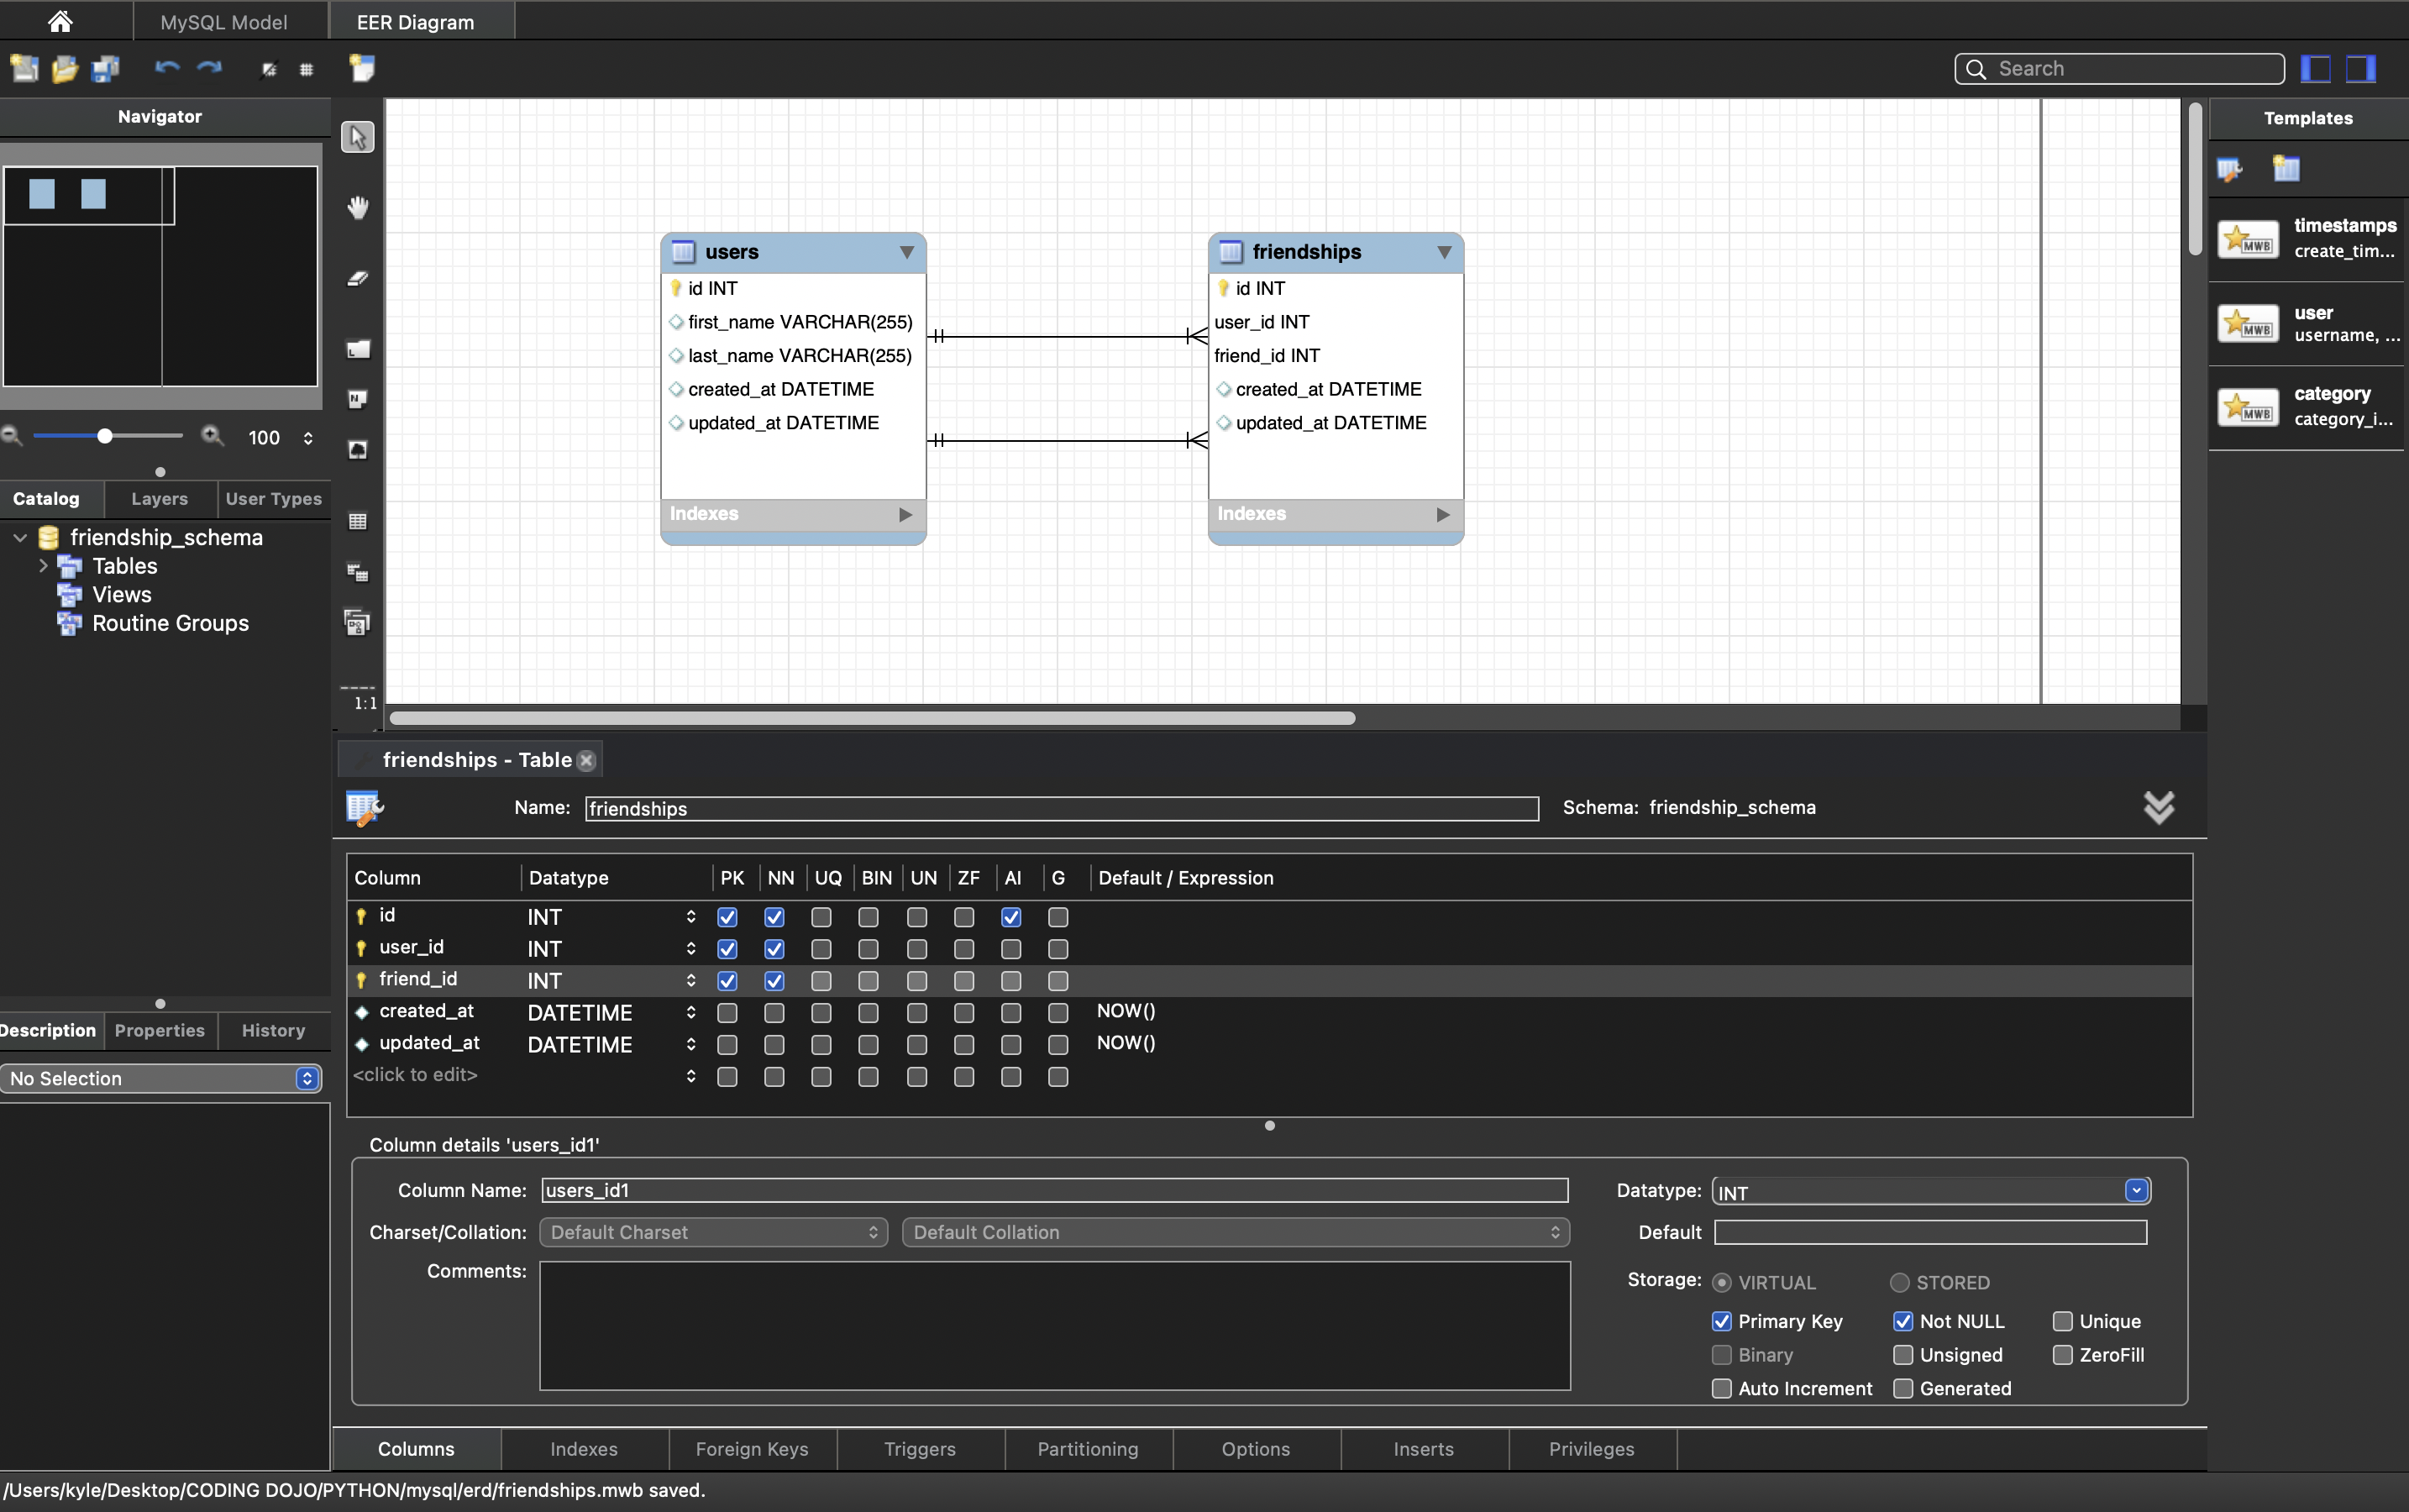 MySQL Model
EER Diagram
Search
Navigator
100
Catalog
Layers
User Types
friendship_schema
Tables
Views
Routine Groups
Description
Properties
History
No Selection
1:1
users
id INT
first_name VARCHAR(255)
last_name VARCHAR(255)
created_at DATETIME
updated_at DATETIME
Indexes
friendships
id INT
user_id INT
friend_id INT
created_at DATETIME
updated_at DATETIME
Indexes
Templates
MWB
timestamps
create_tim...
MWB
user
username, ...
MWB
category
category_i...
friendships - Table
Name: friendships
Schema: friendship_schema
Column Datatype PK NN UQ BIN UN ZF AI G Default / Expression
id INT
user_id INT
friend_id INT
created_at DATETIME NOW()
updated_at DATETIME NOW()
<click to edit>
Column details 'users_id1'
Column Name: users_id1
Charset/Collation: Default Charset Default Collation
Comments:
Datatype: INT
Default
Storage: VIRTUAL STORED
Primary Key Not NULL Unique
Binary Unsigned ZeroFill
Auto Increment Generated
Columns Indexes Foreign Keys Triggers Partitioning Options Inserts Privileges
/Users/kyle/Desktop/CODING DOJO/PYTHON/mysql/erd/friendships.mwb saved.